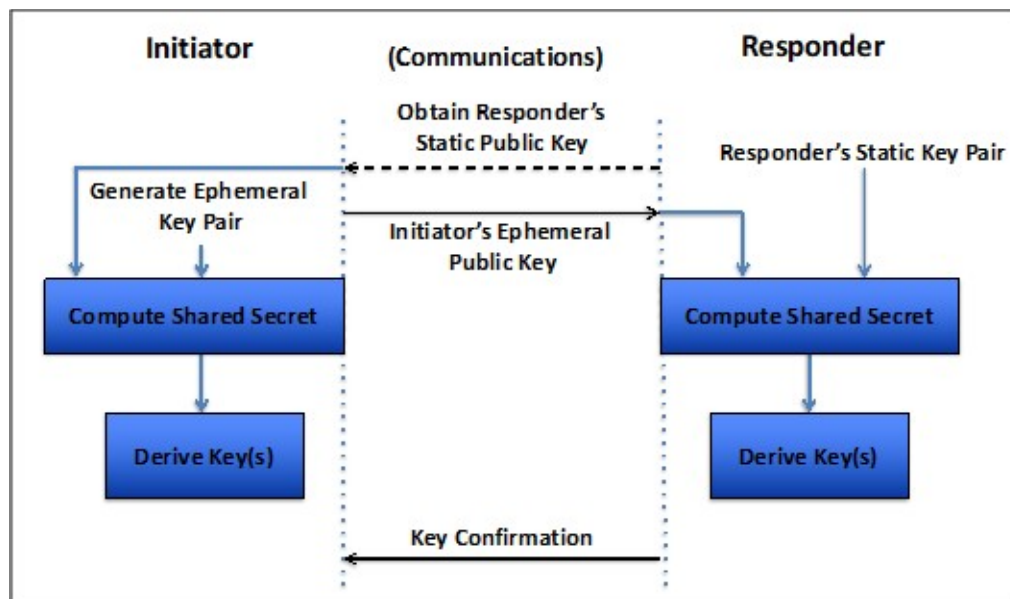 Initiator
(Communications)
Responder
Obtain Responder's
Static Public Key
Responder's Static Key Pair
Generate Ephemeral
Key Pair
Initiator's Ephemeral
Public Key
Compute Shared Secret
Compute Shared Secret
Derive Key(s)
Derive Key(s)
Key Confirmation